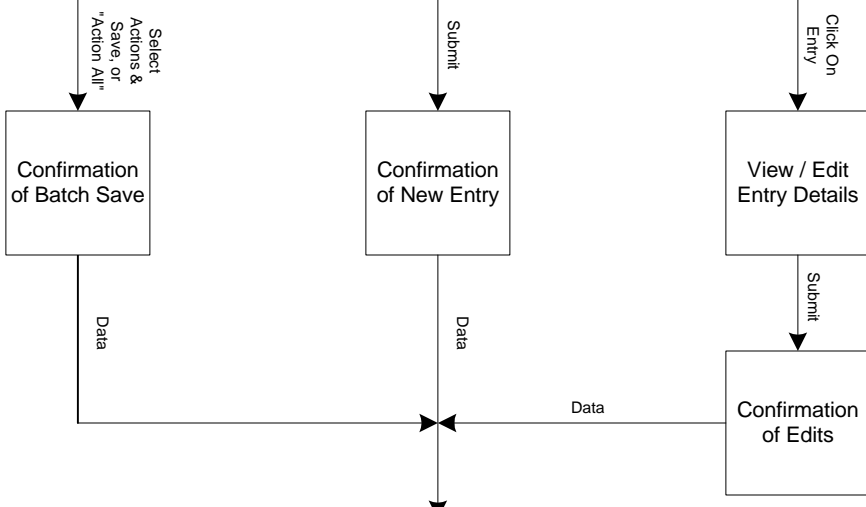 Select
Actions &
Save, or
"Action All"
Submit
Click On
Entry
Confirmation
of Batch Save
Confirmation
of New Entry
View / Edit
Entry Details
Submit
Data
Data
Data
Confirmation
of Edits